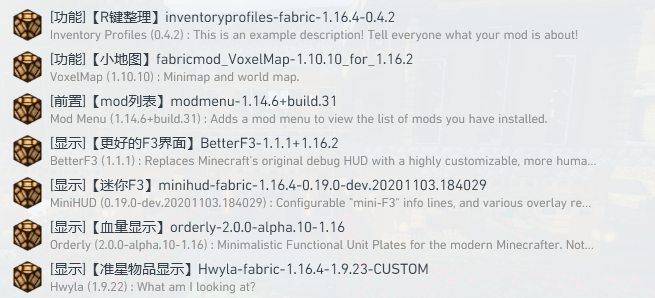 [功能]【R键整理】inventoryprofiles-fabric-1.16.4-0.4.2
Inventory Profiles (0.4.2) : This is an example description! Tell everyone what your mod is about!
[功能]【小地图】fabricmod_VoxelMap-1.10.10_for_1.16.2
VoxelMap (1.10.10) : Minimap and world map.
[前置]【mod列表】modmenu-1.14.6+build.31
Mod Menu (1.14.6+build.31) : Adds a mod menu to view the list of mods you have installed.
[显示]【更好的F3界面】BetterF3-1.1.1+1.16.2
BetterF3 (1.1.1) : Replaces Minecraft's original debug HUD with a highly customizable, more huma...
[显示]【迷你F3】minihud-fabric-1.16.4-0.19.0-dev.20201103.184029
MiniHUD (0.19.0-dev.20201103.184029) : Configurable "mini-F3" info lines, and various overlay re...
[显示]【血量显示】orderly-2.0.0-alpha.10-1.16
Orderly (2.0.0-alpha.10-1.16) : Minimalistic Functional Unit Plates for the modern Minecrafter. Not...
[显示]【准星物品显示】Hwyla-fabric-1.16.4-1.9.23-CUSTOM
Hwyla (1.9.22) : What am I looking at?